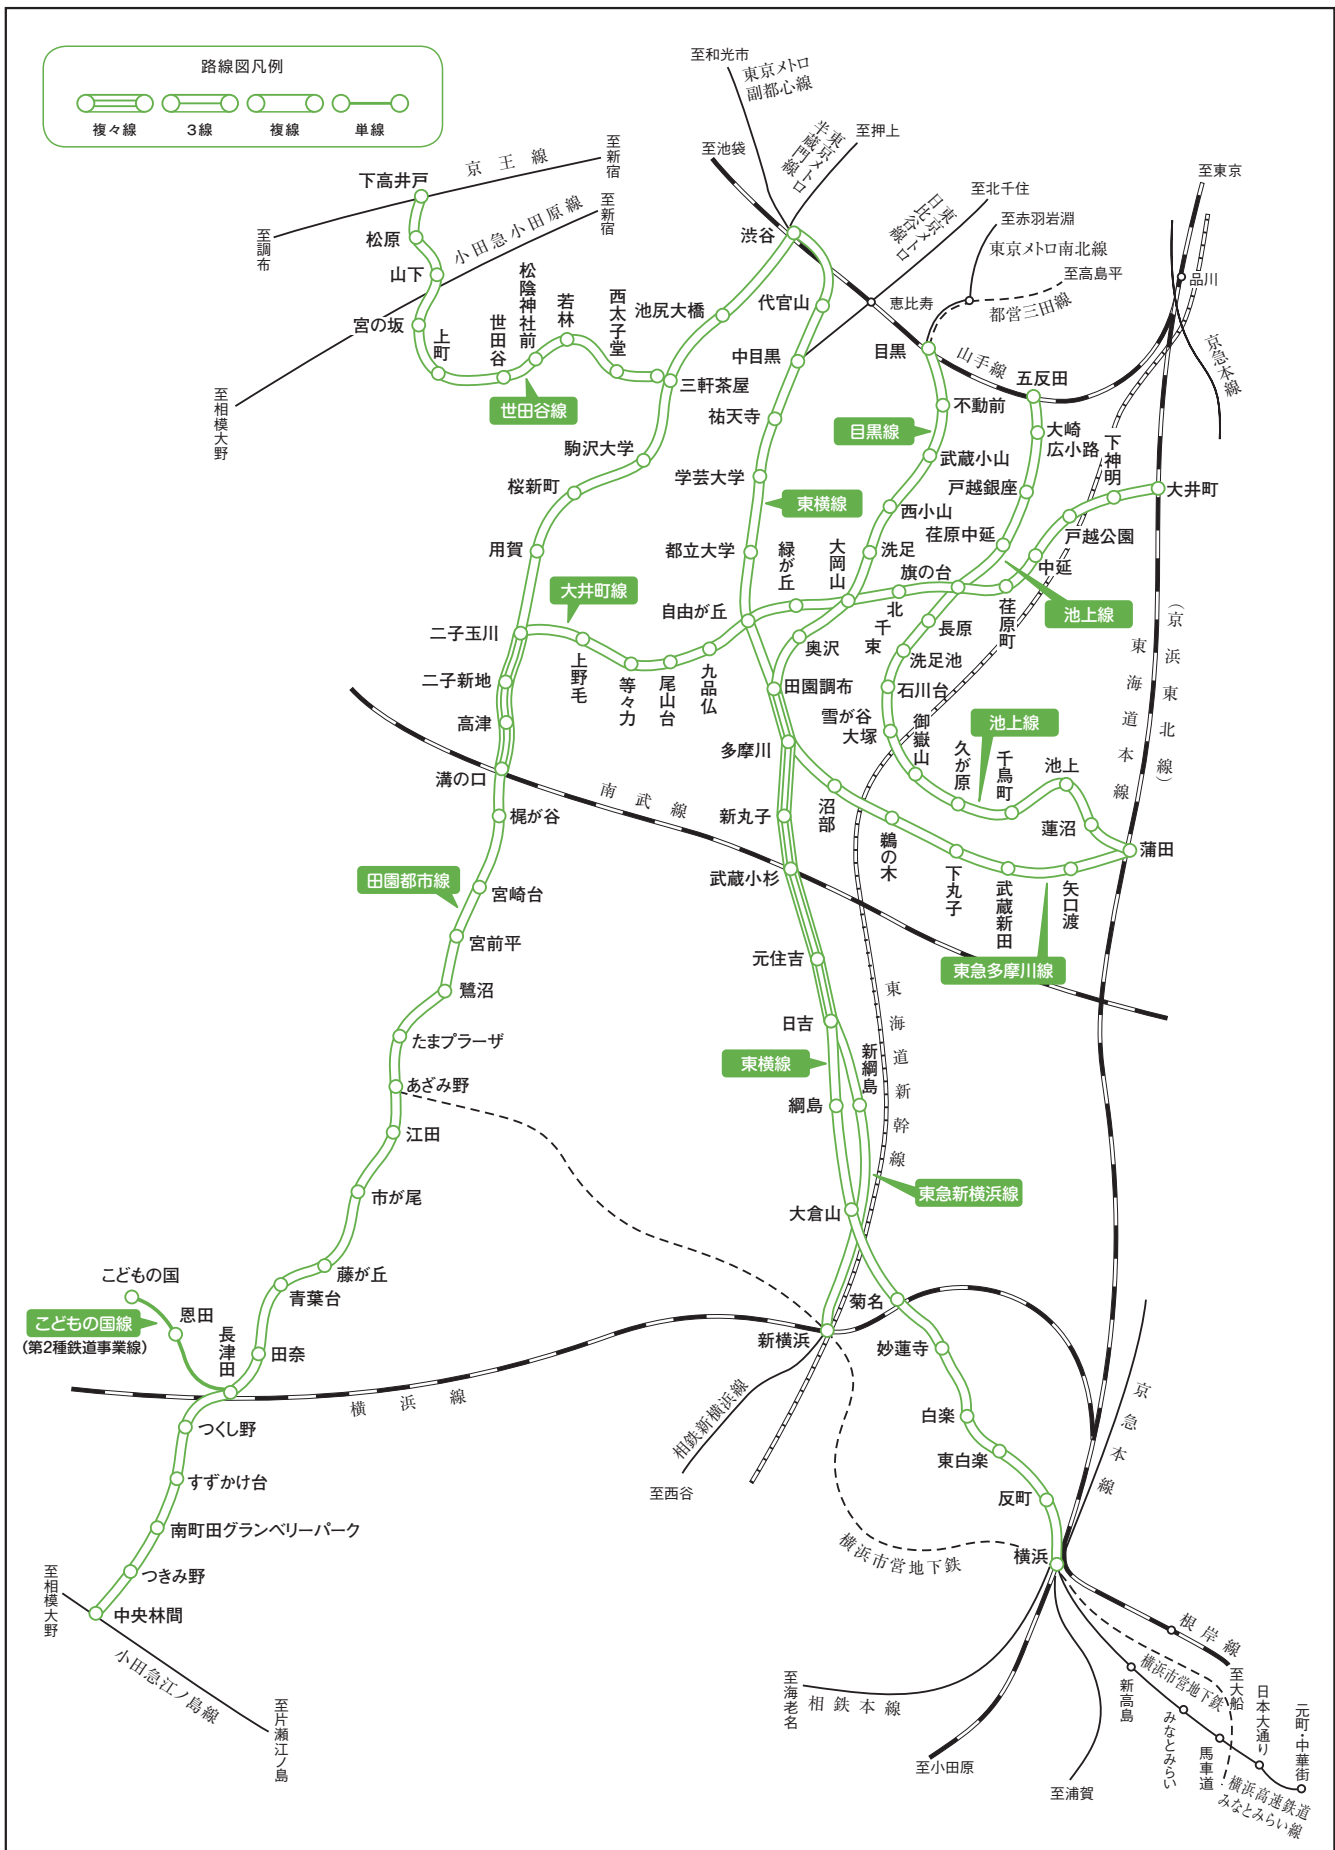 路線図凡例
複々線
3線
複線
単線
至和光市
東京メトロ
副都心線
東京メトロ
半蔵門線
至押上
至池袋
至新宿
京王線
下高井戸
至調布
松原
至新宿
小田急小田原線
山下
宮の坂
上町
世田谷
松陰神社前
若林
西太子堂
至相模大野
世田谷線
渋谷
池尻大橋
三軒茶屋
駒沢大学
桜新町
用賀
二子玉川
二子新地
高津
溝の口
梶が谷
田園都市線
宮崎台
宮前平
鷺沼
たまプラーザ
あざみ野
江田
市が尾
藤が丘
青葉台
田奈
長津田
こどもの国
恩田
こどもの国線
(第2種鉄道事業線)
つくし野
すずかけ台
南町田グランベリーパーク
つきみ野
中央林間
至相模大野
小田急江ノ島線
至片瀬江ノ島
横浜線
代官山
中目黒
祐天寺
学芸大学
東横線
都立大学
自由が丘
東京メトロ
日比谷線
至北千住
至赤羽岩淵
東京メトロ南北線
至高島平
都営三田線
恵比寿
目黒
山手線
至東京
品川
京急本線
五反田
不動前
目黒線
武蔵小山
西小山
洗足
大岡山
緑が丘
奥沢
大崎
広小路
戸越銀座
荏原中延
旗の台
北千束
長原
洗足池
石川台
雪が谷
大塚
御嶽山
久が原
池上線
千鳥町
池上
蓮沼
蒲田
下神明
大井町
戸越公園
中延
荏原町
池上線
大井町線
上野毛
等々力
尾山台
九品仏
田園調布
多摩川
沼部
鵜の木
下丸子
武蔵新田
矢口渡
東急多摩川線
(京浜東北線)
東海道本線
南武線
新丸子
武蔵小杉
元住吉
日吉
東横線
新綱島
綱島
東海道新幹線
東急新横浜線
大倉山
菊名
新横浜
妙蓮寺
白楽
東白楽
反町
横浜
相鉄新横浜線
至西谷
横浜市営地下鉄
京急本線
根岸線
至大船
横浜市営地下鉄
新高島
みなとみらい
馬車道
日本大通り
元町・中華街
横浜高速鉄道
みなとみらい線
至海老名
相鉄本線
至小田原
至浦賀